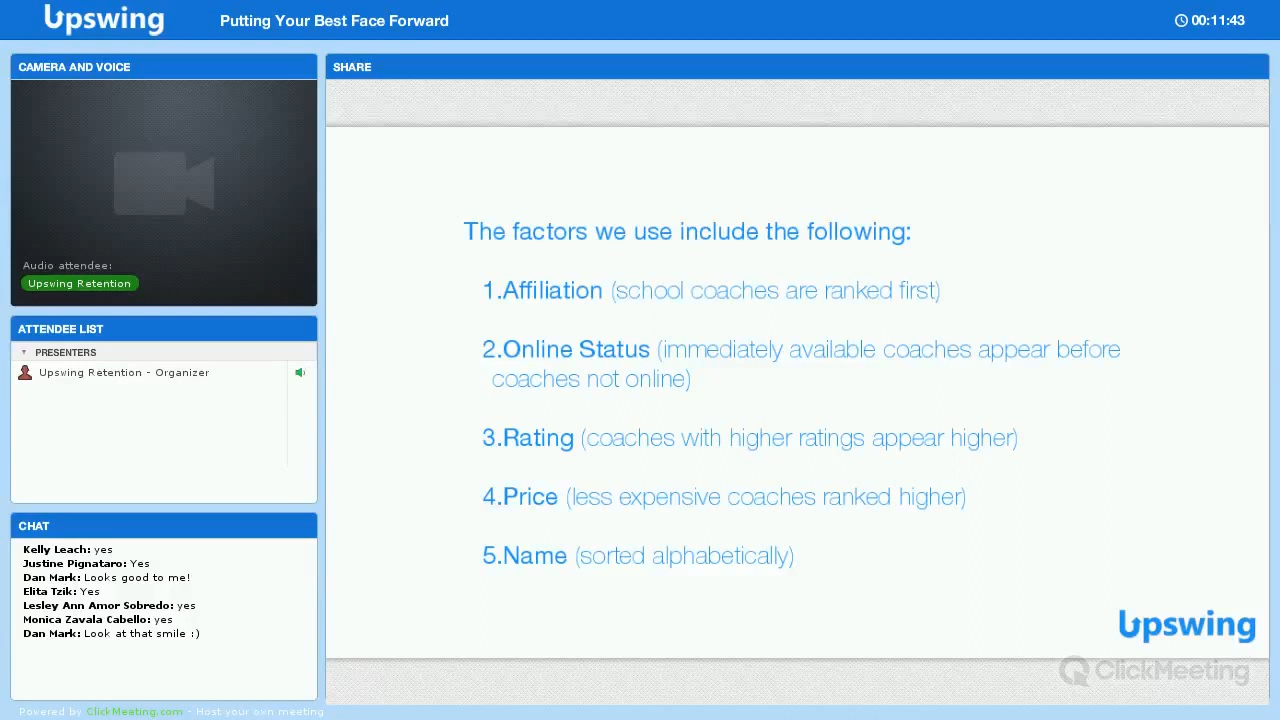 Upswing
Putting Your Best Face Forward
00:11:43
CAMERA AND VOICE
Audio attendee:
Upswing Retention
ATTENDEE LIST
PRESENTERS
Upswing Retention - Organizer
CHAT
Kelly Leach: yes
Justine Pignataro: Yes
Dan Mark: Looks good to me!
Elita Tzik: Yes
Lesley Ann Amor Sobredo: yes
Monica Zavala Cabello: yes
Dan Mark: Look at that smile :)
Powered by ClickMeeting.com - Host your own meeting
SHARE
The factors we use include the following:
1.Affiliation (school coaches are ranked first)
2.Online Status (immediately available coaches appear before
coaches not online)
3.Rating (coaches with higher ratings appear higher)
4.Price (less expensive coaches ranked higher)
5.Name (sorted alphabetically)
Upswing
ClickMeeting